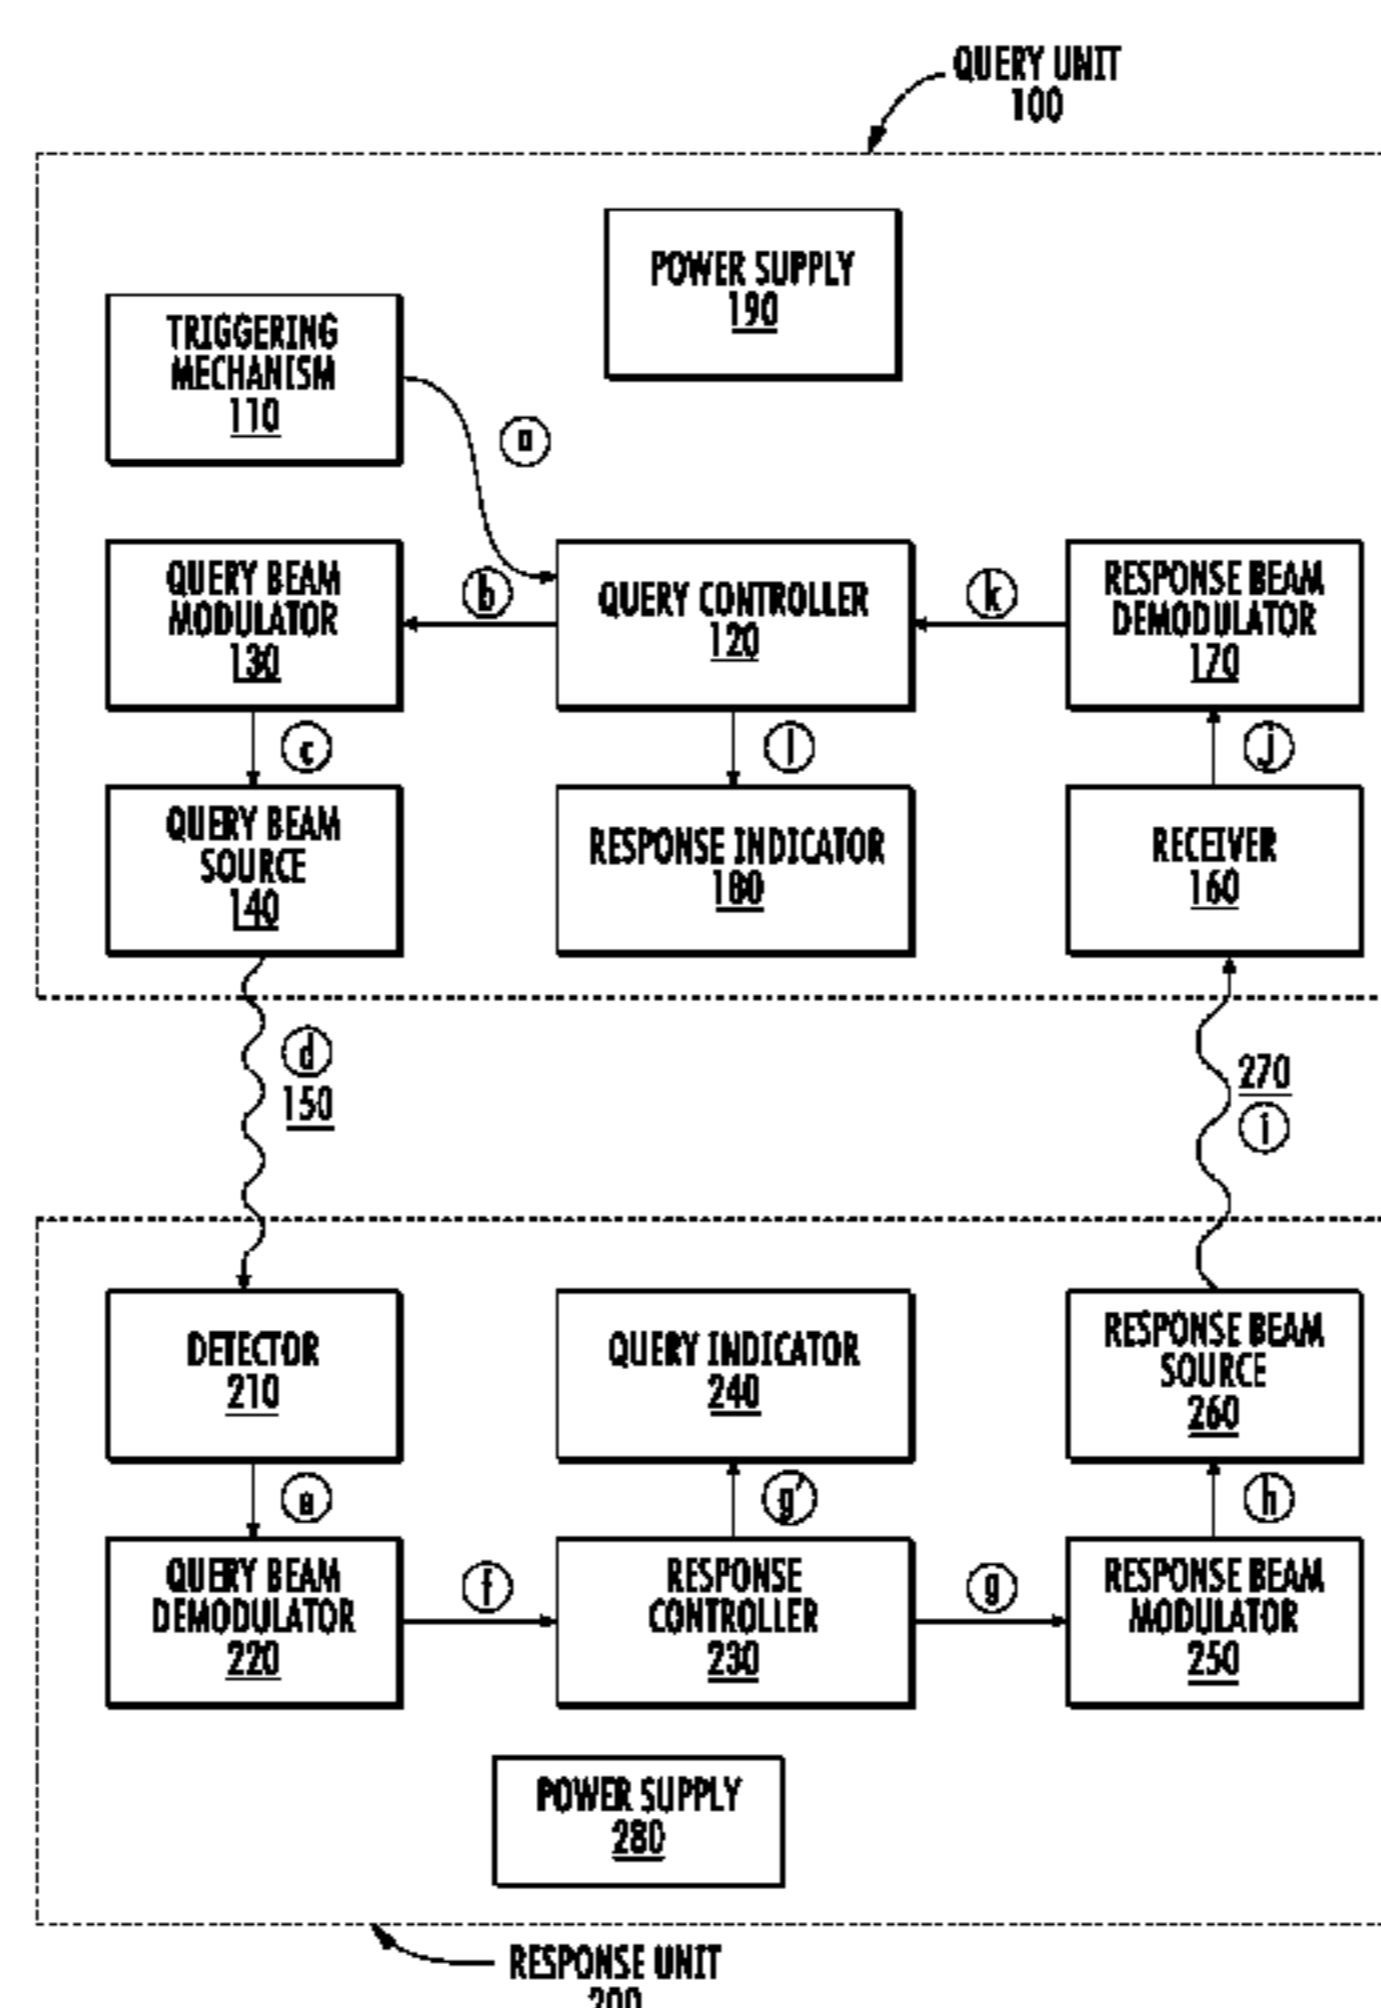 QUERY UNIT
100
POWER SUPPLY
190
TRIGGERING
MECHANISM
110
a
QUERY BEAM
MODULATOR
130
b
QUERY CONTROLLER
120
k
RESPONSE BEAM
DEMODULATOR
170
c
l
j
QUERY BEAM
SOURCE
140
RESPONSE INDICATOR
180
RECEIVER
160
d
150
270
i
DETECTOR
210
QUERY INDICATOR
240
RESPONSE BEAM
SOURCE
260
e
g'
h
QUERY BEAM
DEMODULATOR
220
f
RESPONSE
CONTROLLER
230
g
RESPONSE BEAM
MODULATOR
250
POWER SUPPLY
280
RESPONSE UNIT
200